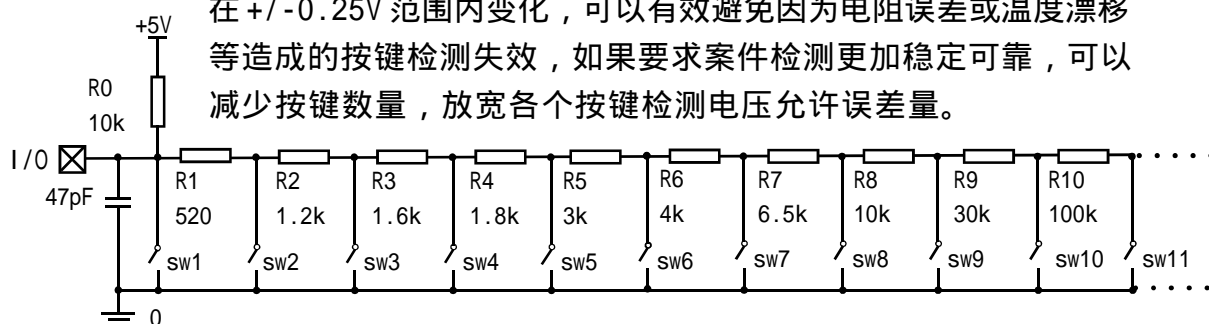 在+/-0.25V范围内变化，可以有效避免因为电阻误差或温度漂移
等造成的按键检测失效，如果要求案件检测更加稳定可靠，可以
减少按键数量，放宽各个按键检测电压允许误差量。
+5V
R0
10k
I/O
47pF
R1 R2 R3 R4 R5 R6 R7 R8 R9 R10
520 1.2k 1.6k 1.8k 3k 4k 6.5k 10k 30k 100k
sw1 sw2 sw3 sw4 sw5 sw6 sw7 sw8 sw9 sw10 sw11
0